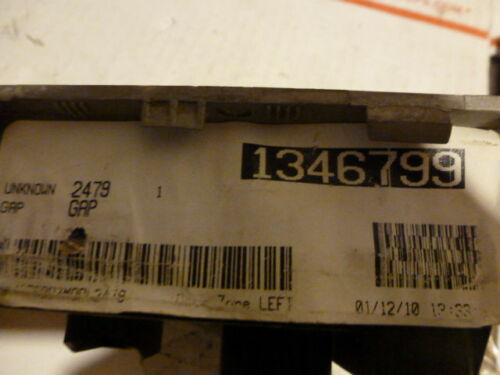 1346799
UNKNOWN 2479 1
GAP GAP
Zone LEFT 01/12/10